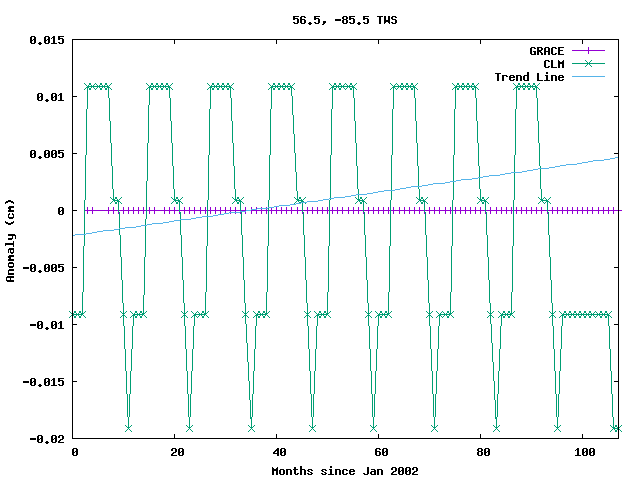 56.5, -85.5 TWS
0.015
0.01
0.005
0
-0.005
-0.01
-0.015
-0.02
Anomaly (cm)
GRACE
CLM
Trend Line
0 20 40 60 80 100
Months since Jan 2002